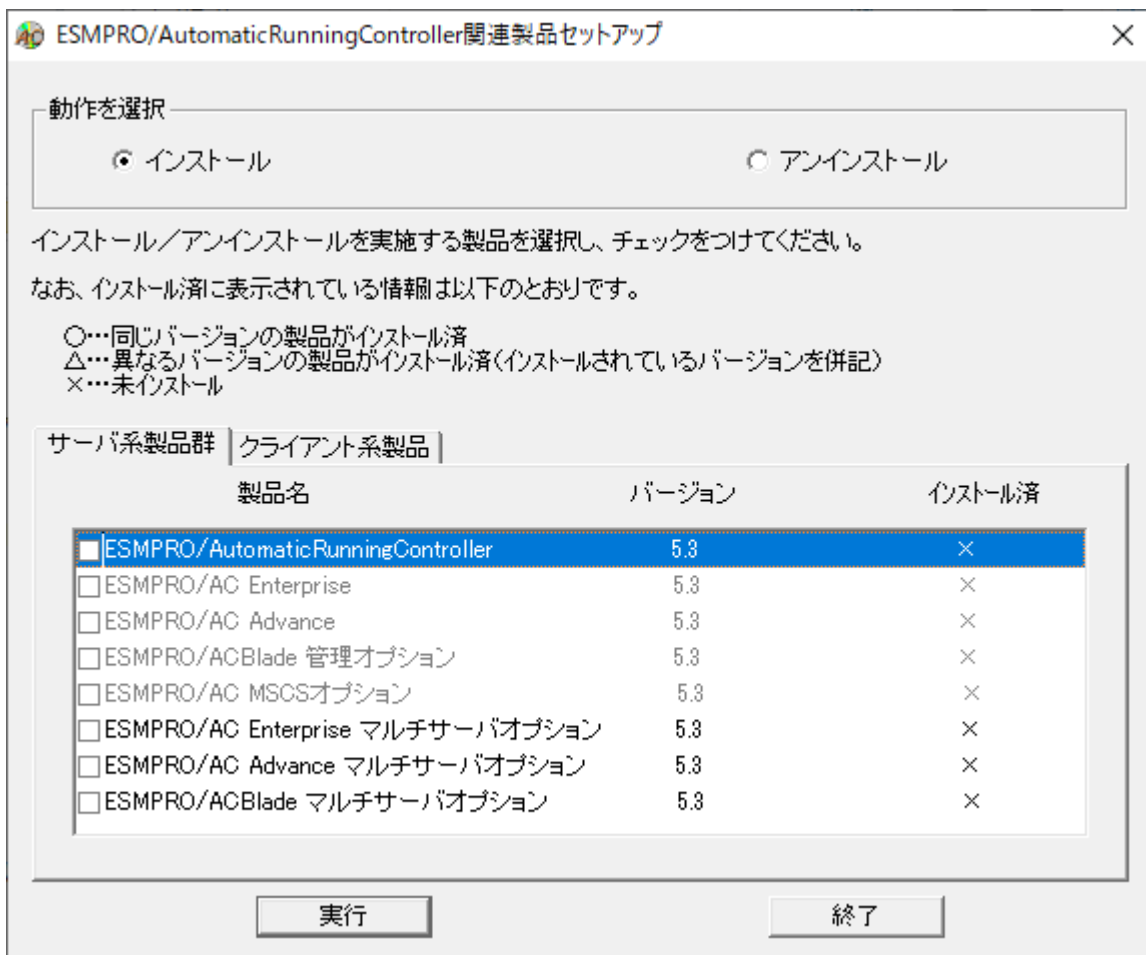 ESMPRO/AutomaticRunningController関連製品セットアップ
動作を選択
インストール
アンインストール
インストール／アンインストールを実施する製品を選択し、チェックをつけてください。
なお、インストール済に表示されている情報は以下のとおりです。
○…同じバージョンの製品がインストール済
△…異なるバージョンの製品がインストール済(インストールされているバージョンを併記)
×…未インストール
サーバ系製品群 クライアント系製品
製品名 バージョン インストール済
ESMPRO/AutomaticRunningController 5.3 ×
ESMPRO/AC Enterprise 5.3 ×
ESMPRO/AC Advance 5.3 ×
ESMPRO/ACBlade 管理オプション 5.3 ×
ESMPRO/AC MSCSオプション 5.3 ×
ESMPRO/AC Enterprise マルチサーバオプション 5.3 ×
ESMPRO/AC Advance マルチサーバオプション 5.3 ×
ESMPRO/ACBlade マルチサーバオプション 5.3 ×
実行 終了